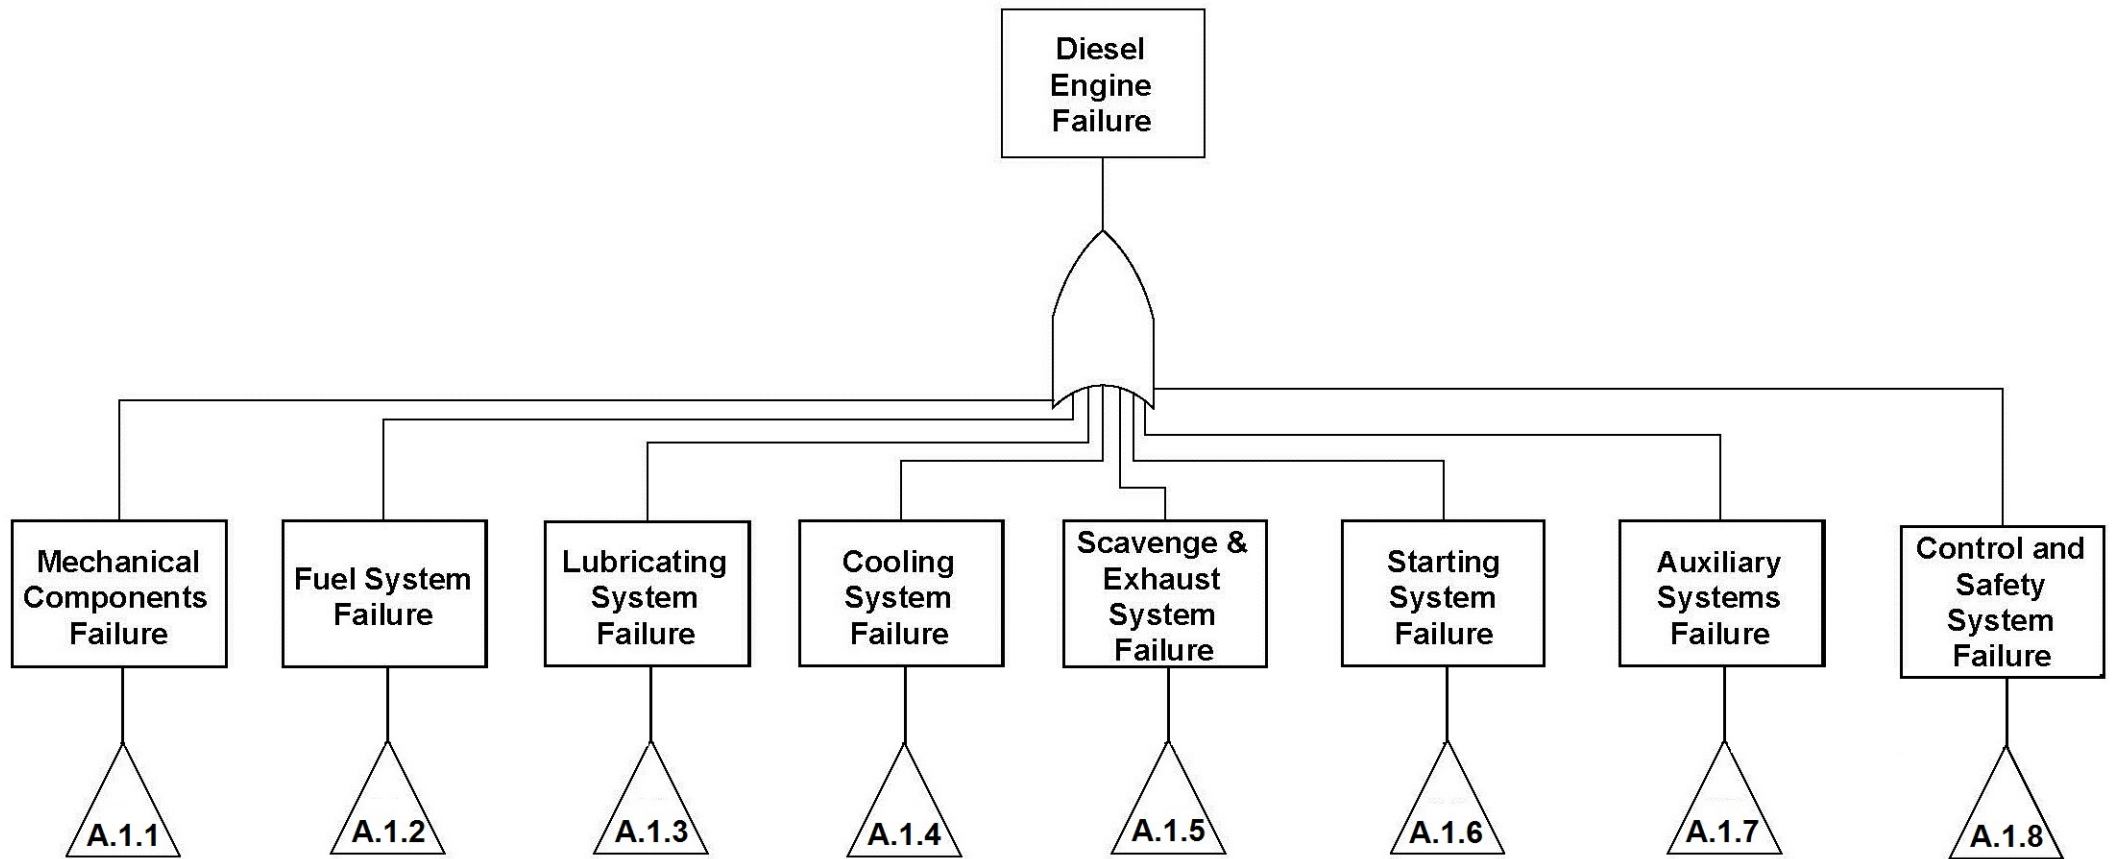 Diesel
Engine
Failure
Mechanical
Components
Failure
Fuel System
Failure
Lubricating
System
Failure
Cooling
System
Failure
Scavenge &
Exhaust
System
Failure
Starting
System
Failure
Auxiliary
Systems
Failure
Control and
Safety
System
Failure
A.1.1
A.1.2
A.1.3
A.1.4
A.1.5
A.1.6
A.1.7
A.1.8